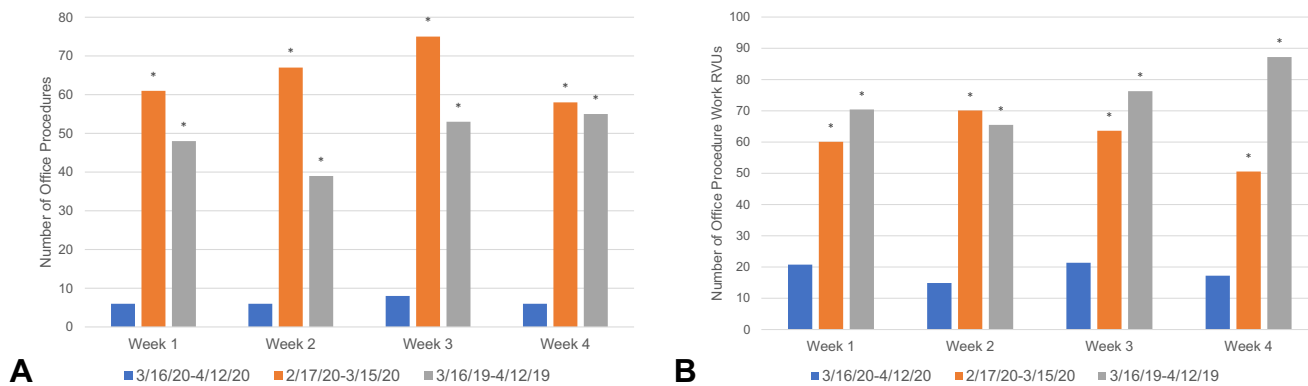 Number of Office Procedures
80
70
60
50
40
30
20
10
0
* * * * * * * *
Week 1 Week 2 Week 3 Week 4
A
3/16/20-4/12/20 2/17/20-3/15/20 3/16/19-4/12/19
Number of Office Procedure Work RVUs
100
90
80
70
60
50
40
30
20
10
0
* * * * * * * *
Week 1 Week 2 Week 3 Week 4
B
3/16/20-4/12/20 2/17/20-3/15/20 3/16/19-4/12/19